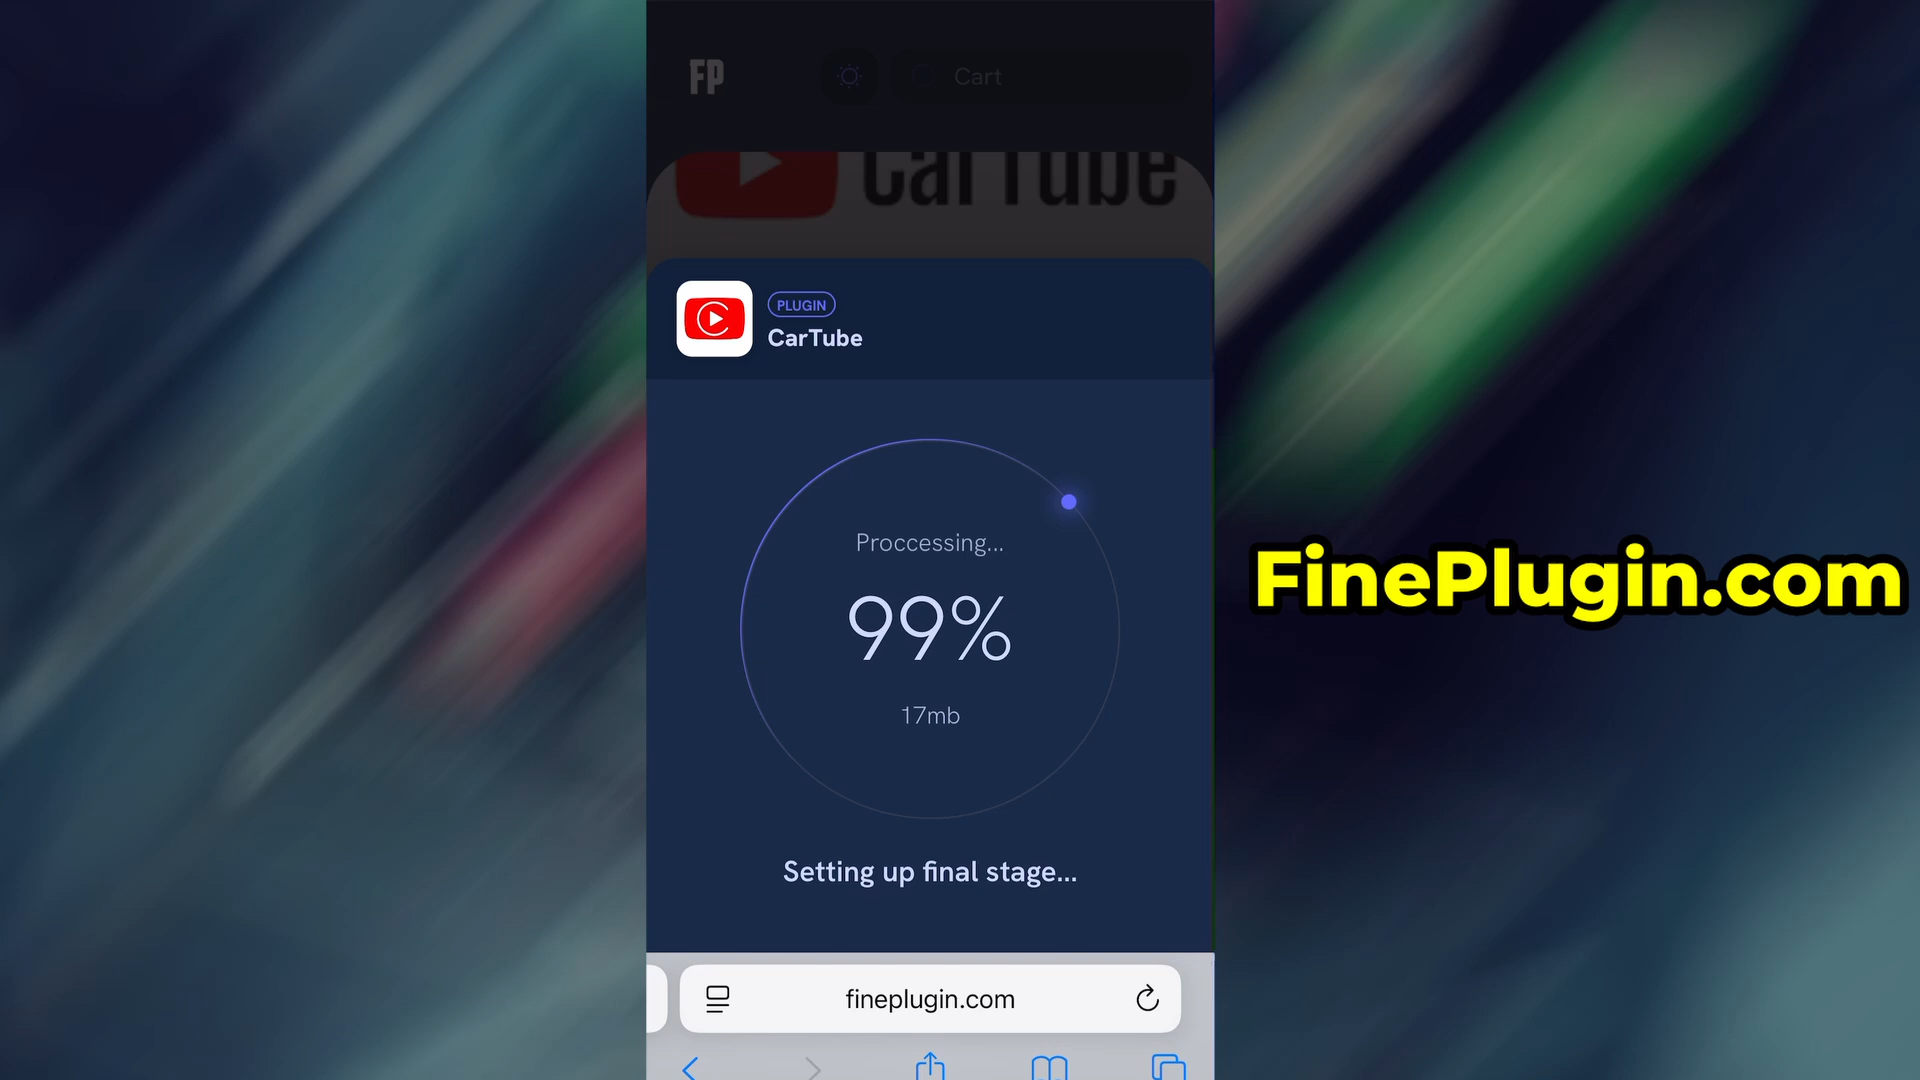 FP
Cart
CarTube
PLUGIN
CarTube
Proccessing...
99%
17mb
Setting up final stage...
FinePlugin.com
fineplugin.com